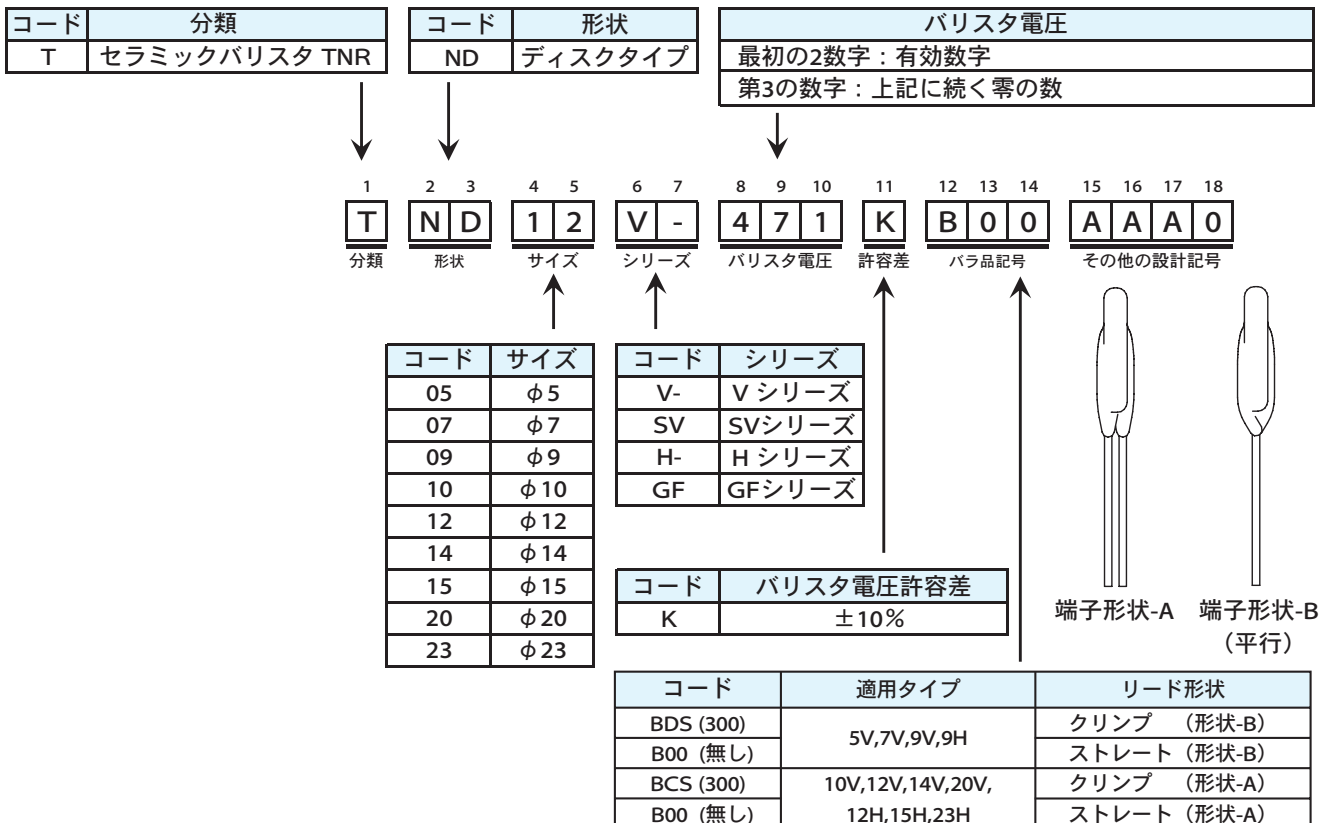 コード 分類
T セラミックバリスタ TNR
コード 形状
ND ディスクタイプ
バリスタ電圧
最初の2数字：有効数字
第3の数字：上記に続く零の数
1 2 3 4 5 6 7 8 9 10 11 12 13 14 15 16 17 18
T N D 1 2 V - 4 7 1 K B 0 0 A A A 0
分類 形状 サイズ シリーズ バリスタ電圧 許容差 バラ品記号 その他の設計記号
コード サイズ
05 φ5
07 φ7
09 φ9
10 φ10
12 φ12
14 φ14
15 φ15
20 φ20
23 φ23
コード シリーズ
V- V シリーズ
SV SVシリーズ
H- H シリーズ
GF GFシリーズ
コード バリスタ電圧許容差
K ±10%
端子形状-A 端子形状-B
（平行）
コード 適用タイプ リード形状
BDS (300) 5V,7V,9V,9H クリンプ （形状-B）
B00 (無し) ストレート（形状-B）
BCS (300) 10V,12V,14V,20V, クリンプ （形状-A）
B00 (無し) 12H,15H,23H ストレート（形状-A）